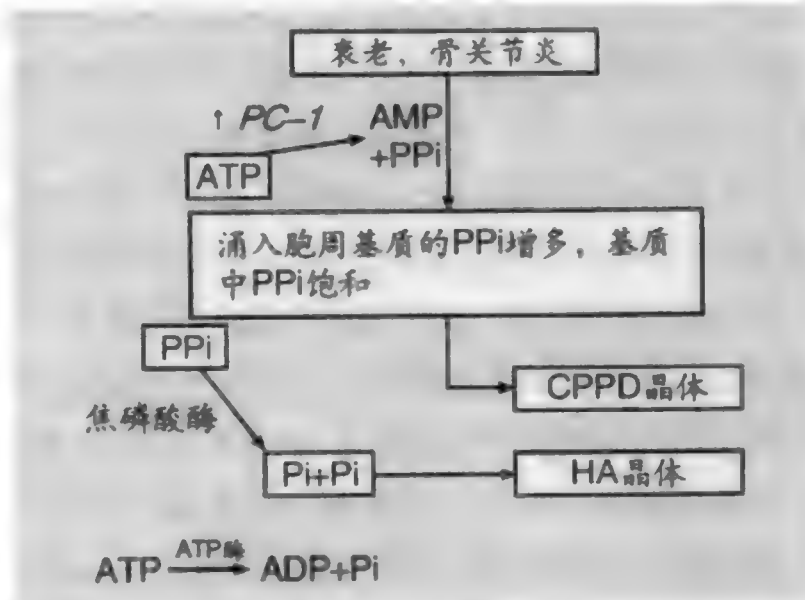 衰老，骨关节炎
↑ PC-1
AMP
+PPi
ATP
涌入胞周基质的PPi增多，基质
中PPi饱和
PPi
CPPD晶体
焦磷酸酶
Pi+Pi
HA晶体
ATP ATP酶 ADP+Pi